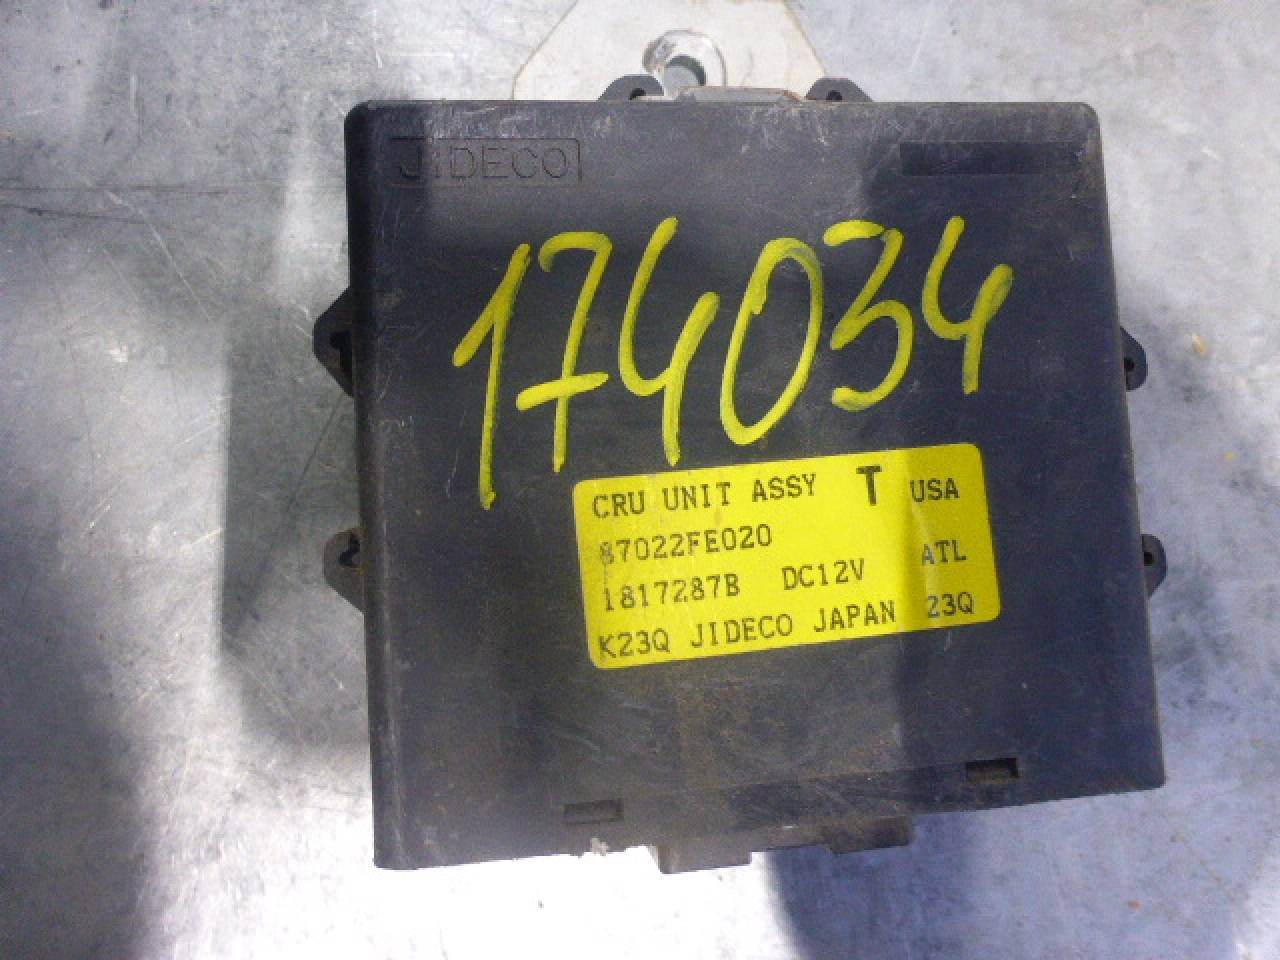 JIDECO
174034
CRU UNIT ASSY T USA
87022FE020
1817287B DC12V ATL
K23Q JIDECO JAPAN 23Q